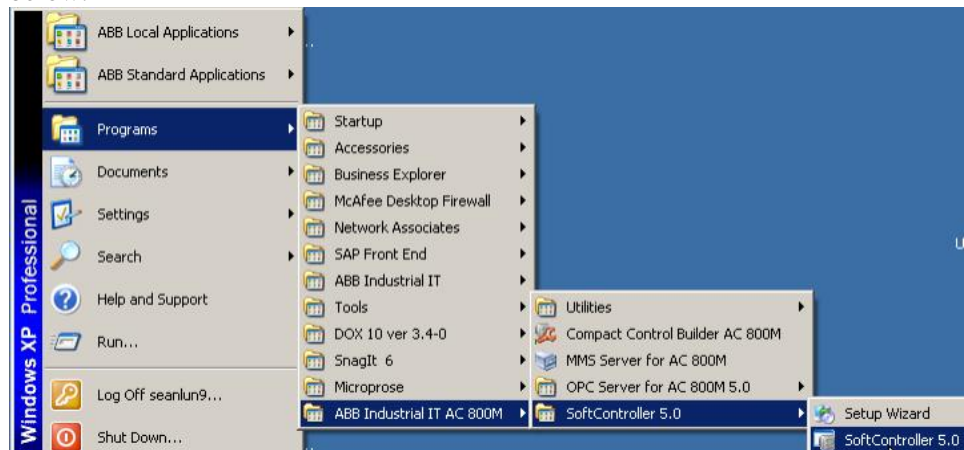 ABB Local Applications
ABB Standard Applications
Programs
Documents
Settings
Search
Help and Support
Run...
Log Off seanlun9...
Shut Down...
Windows XP Professional
Startup
Accessories
Business Explorer
McAfee Desktop Firewall
Network Associates
SAP Front End
ABB Industrial IT
Tools
DOX 10 ver 3.4-0
SnagIt 6
Microprose
ABB Industrial IT AC 800M
Utilities
Compact Control Builder AC 800M
MMS Server for AC 800M
OPC Server for AC 800M 5.0
SoftController 5.0
Setup Wizard
SoftController 5.0